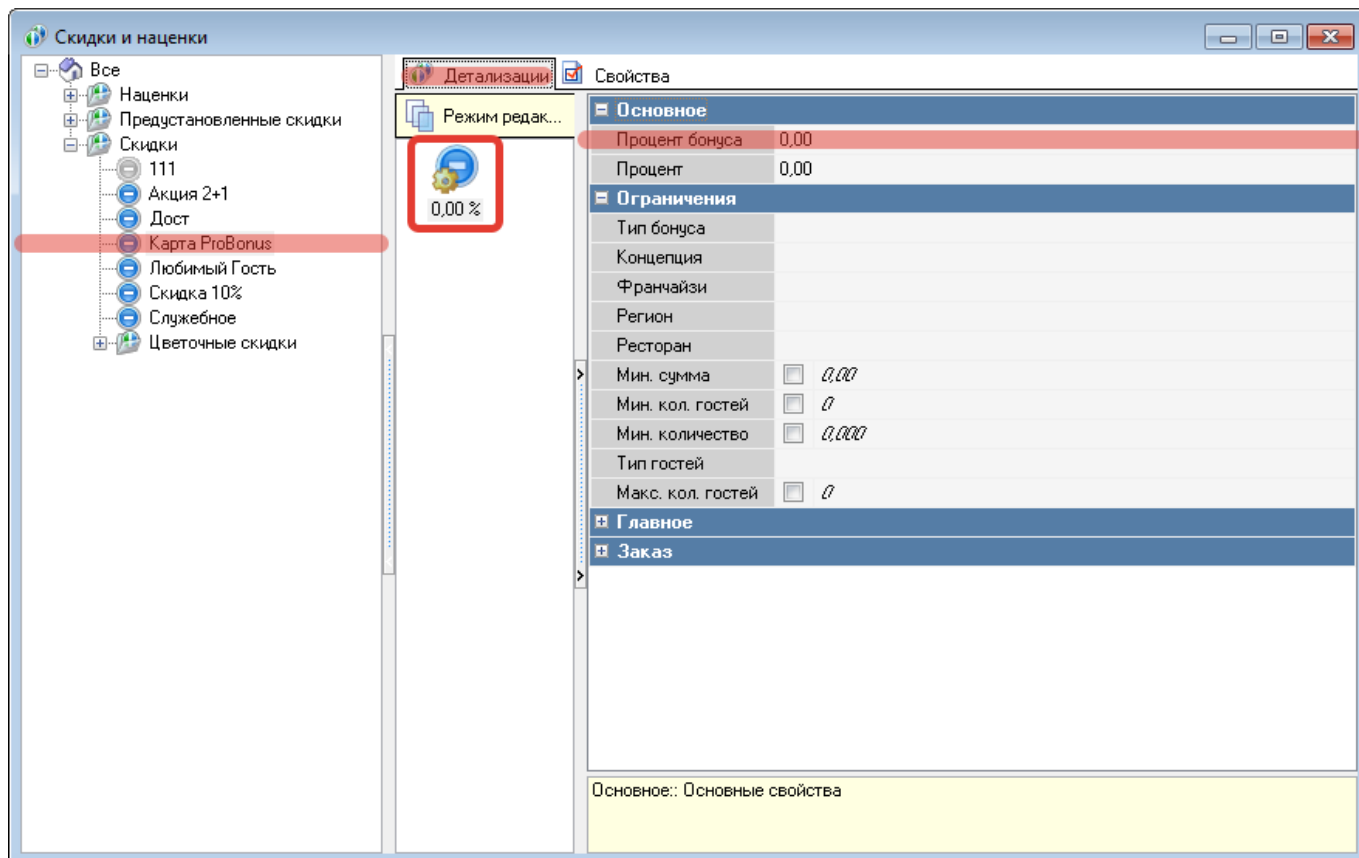 Скидки и наценки
Все
Наценки
Предустановленные скидки
Скидки
111
Акция 2+1
Дост
Карта ProBonus
Любимый Гость
Скидка 10%
Служебное
Цветочные скидки
Детализации
Свойства
Режим редак...
0,00 %
Основное
Процент бонуса 0,00
Процент 0,00
Ограничения
Тип бонуса
Концепция
Франчайзи
Регион
Ресторан
Мин. сумма 0,00
Мин. кол. гостей 0
Мин. количество 0,000
Тип гостей
Макс. кол. гостей 0
Главное
Заказ
Основное:: Основные свойства